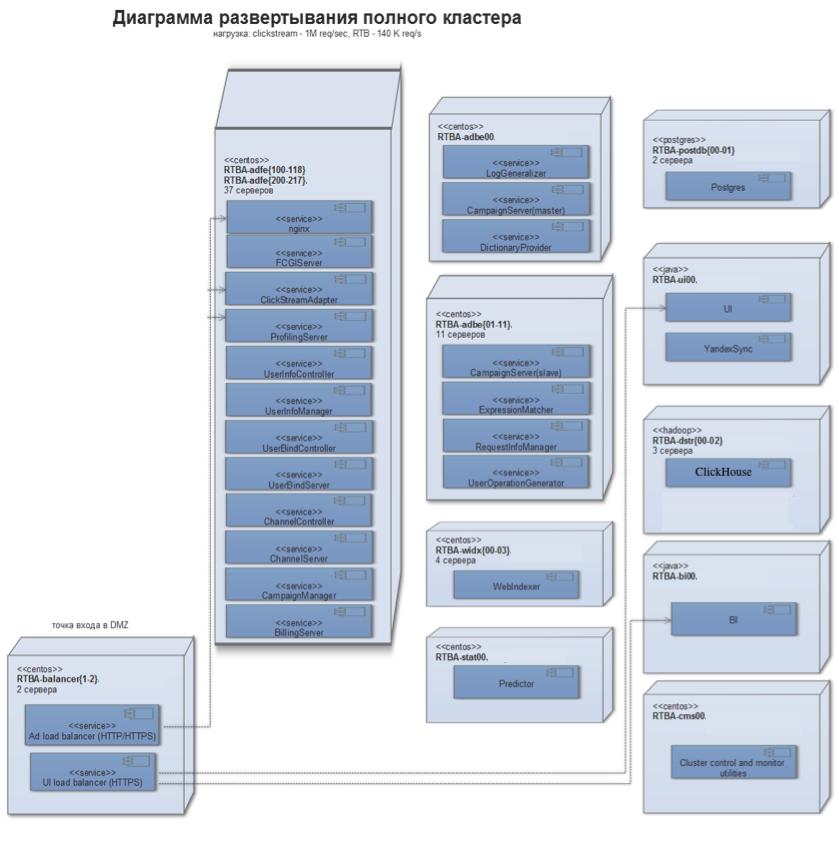 Диаграмма развертывания полного кластера
нагрузка: clickstream - 1M req/sec, RTB - 140 K req/s
<<centos>>
RTBA-adfe{100-118}
RTBA-adfe{200-217}.
37 серверов
<<service>>
nginx
<<service>>
FCGIServer
<<service>>
ClickStreamAdapter
<<service>>
ProfilingServer
<<service>>
UserInfoController
<<service>>
UserInfoManager
<<service>>
UserBindController
<<service>>
UserBindServer
<<service>>
ChannelController
<<service>>
ChannelServer
<<service>>
CampaignManager
<<service>>
BillingServer
<<centos>>
RTBA-adbe00.
<<service>>
LogGeneralizer
<<service>>
CampaignServer(master)
<<service>>
DictionaryProvider
<<centos>>
RTBA-adbe{01-11}.
11 серверов
<<service>>
CampaignServer(slave)
<<service>>
ExpressionMatcher
<<service>>
RequestInfoManager
<<service>>
UserOperationGenerator
<<centos>>
RTBA-widx{00-03}.
4 сервера
WebIndexer
<<centos>>
RTBA-stat00.
Predictor
<<postgres>>
RTBA-postdb{00-01}
2 сервера
Postgres
<<java>>
RTBA-ui00.
UI
YandexSync
<<hadoop>>
RTBA-dstr{00-02}
3 сервера
ClickHouse
<<java>>
RTBA-bi00.
BI
<<centos>>
RTBA-cms00.
Cluster control and monitor
utilities
точка входа в DMZ
<<centos>>
RTBA-balancer{1-2}.
2 сервера
<<service>>
Ad load balancer (HTTP/HTTPS)
<<service>>
UI load balancer (HTTPS)